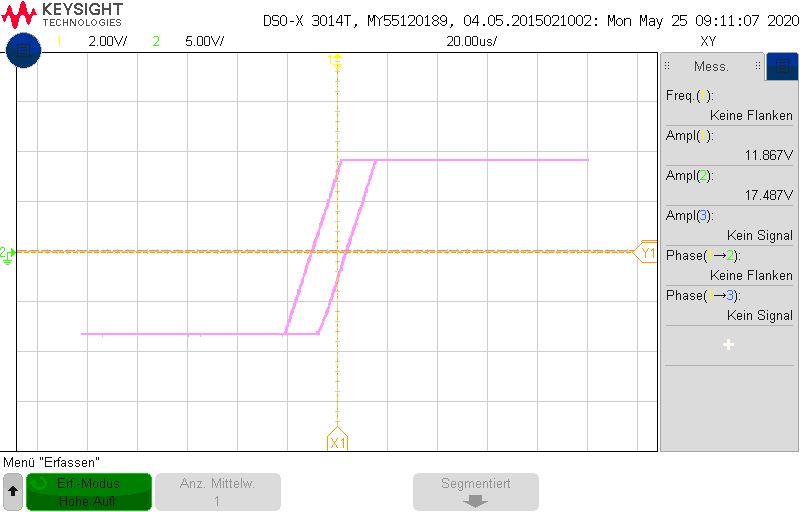 KEYSIGHT
TECHNOLOGIES
DSO-X 3014T, MY55120189, 04.05.2015021002: Mon May 25 09:11:07 2020
1 2.00V/ 2 5.00V/ 20.00us/ XY
1
2
Y1
X1
Mess.
Freq.( ):
Keine Flanken
Ampl( ):
11.867V
Ampl(2):
17.487V
Ampl(3):
Kein Signal
Phase(1→2):
Keine Flanken
Phase(1→3):
Kein Signal
Menü "Erfassen"
Erf.-Modus
Hohe Aufl.
Anz. Mittelw.
1
Segmentiert